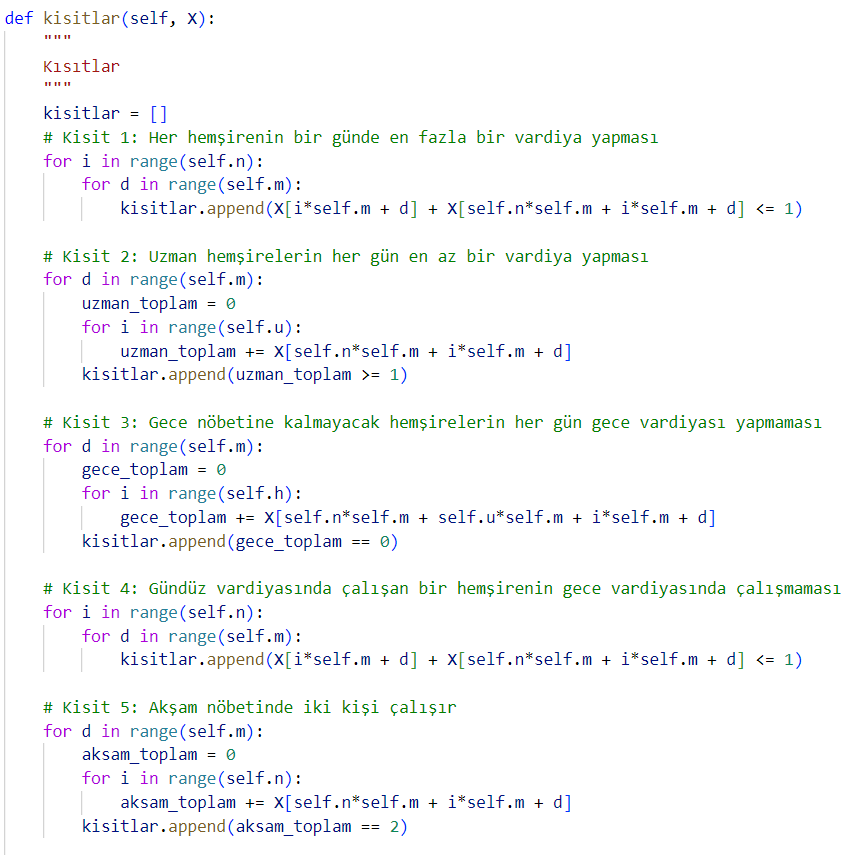 def kisitlar(self, X):
    """
    Kısıtlar
    """
    kisitlar = []
    # Kisit 1: Her hemşirenin bir günde en fazla bir vardiya yapması
    for i in range(self.n):
        for d in range(self.m):
            kisitlar.append(X[i*self.m + d] + X[self.n*self.m + i*self.m + d] <= 1)

    # Kisit 2: Uzman hemşirelerin her gün en az bir vardiya yapması
    for d in range(self.m):
        uzman_toplam = 0
        for i in range(self.u):
            uzman_toplam += X[self.n*self.m + i*self.m + d]
        kisitlar.append(uzman_toplam >= 1)

    # Kisit 3: Gece nöbetine kalmayacak hemşirelerin her gün gece vardiyası yapmaması
    for d in range(self.m):
        gece_toplam = 0
        for i in range(self.h):
            gece_toplam += X[self.n*self.m + self.u*self.m + i*self.m + d]
        kisitlar.append(gece_toplam == 0)

    # Kisit 4: Gündüz vardiyasında çalışan bir hemşirenin gece vardiyasında çalışmaması
    for i in range(self.n):
        for d in range(self.m):
            kisitlar.append(X[i*self.m + d] + X[self.n*self.m + i*self.m + d] <= 1)

    # Kisit 5: Akşam nöbetinde iki kişi çalışır
    for d in range(self.m):
        aksam_toplam = 0
        for i in range(self.n):
            aksam_toplam += X[self.n*self.m + i*self.m + d]
        kisitlar.append(aksam_toplam == 2)